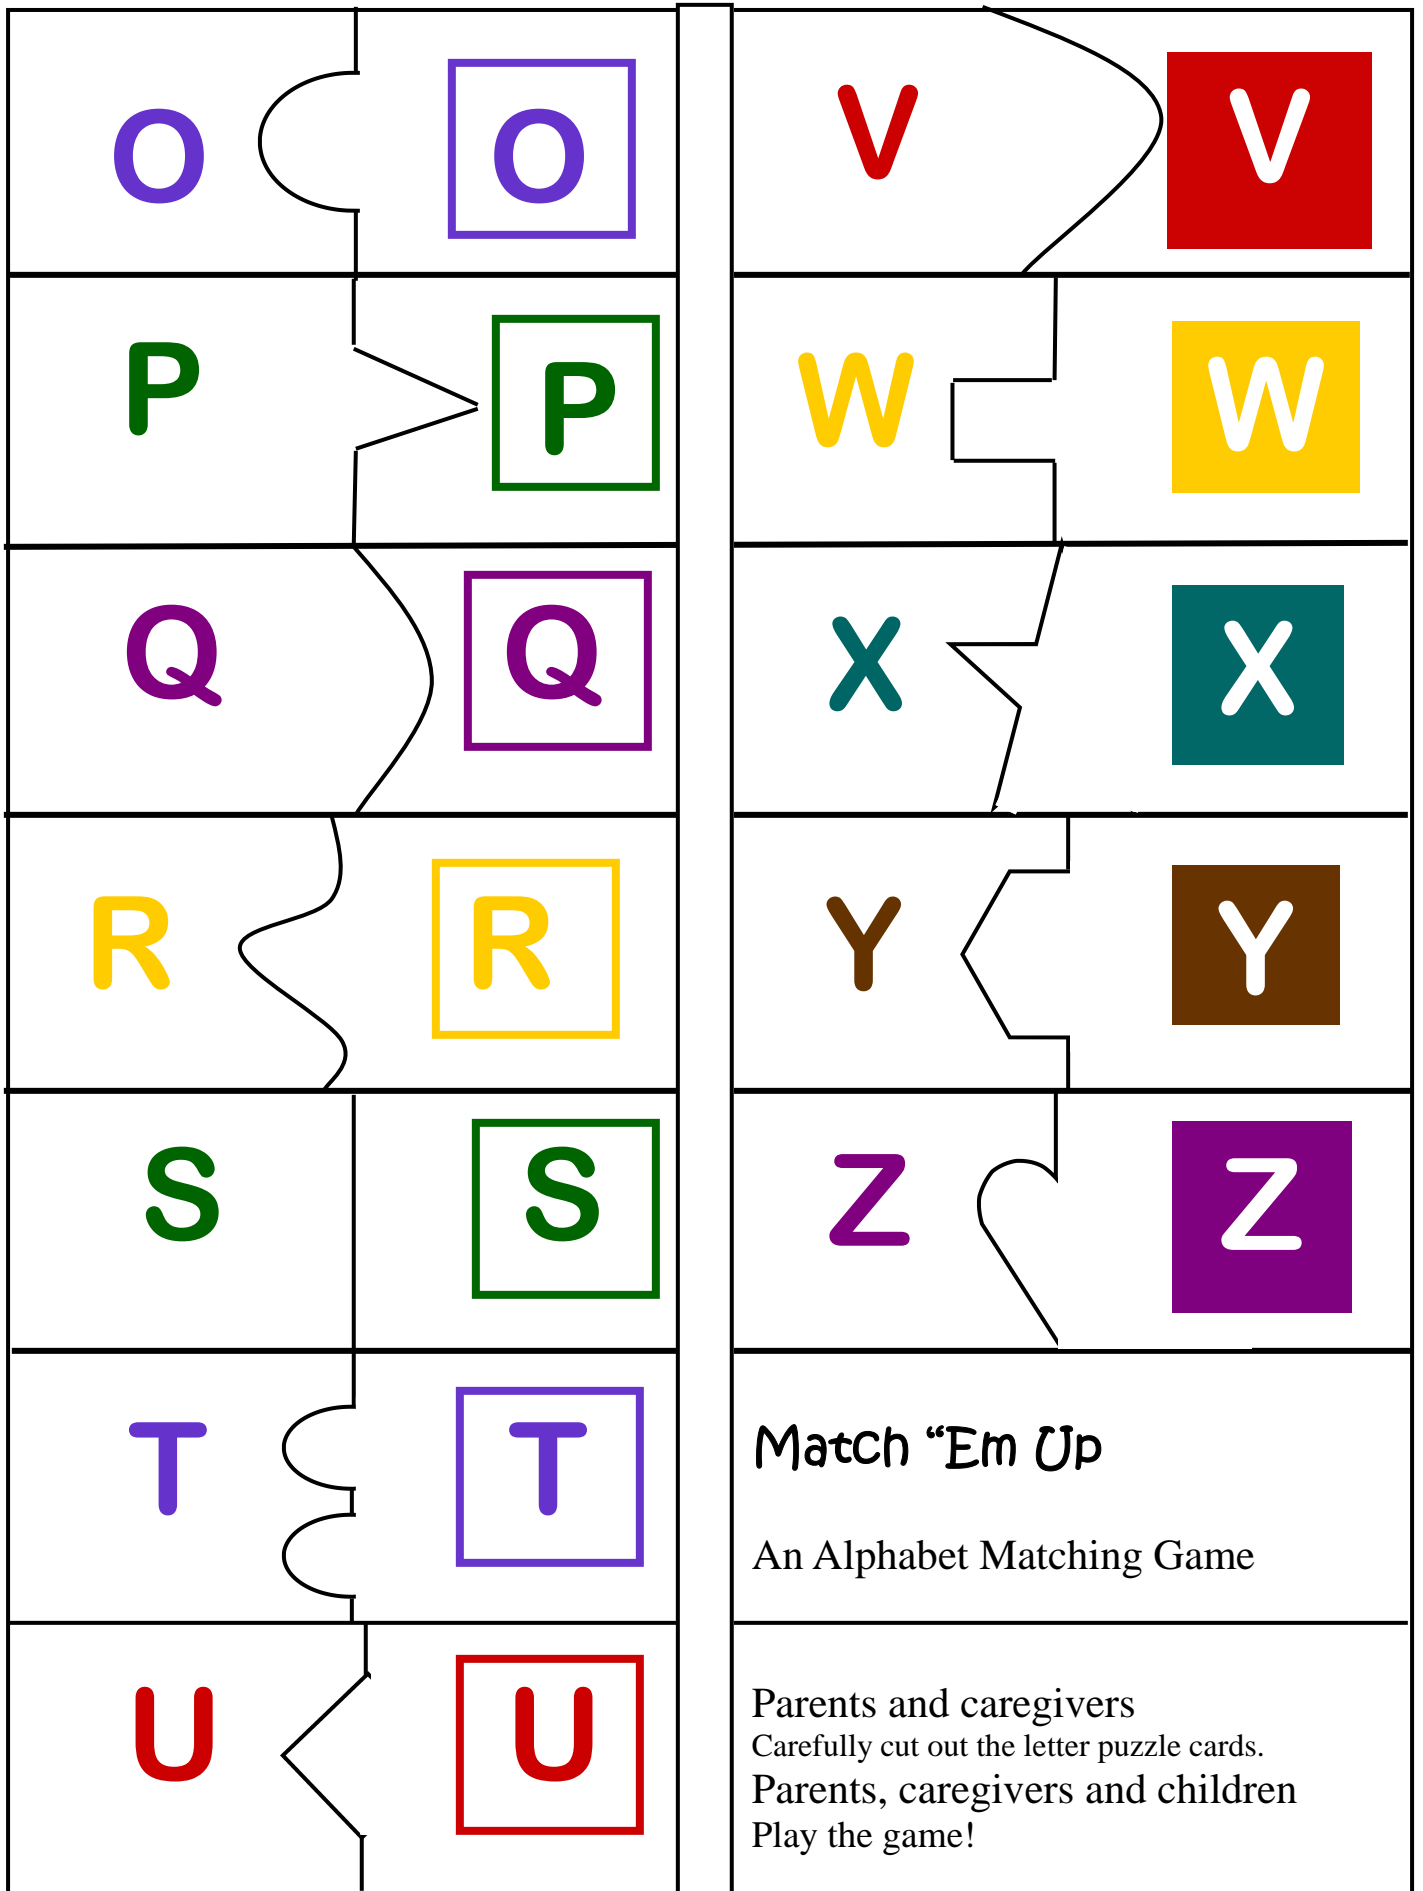 O O
P P
Q Q
R R
S S
T T
U U
V V
W W
X X
Y Y
Z Z
Match “Em Up
An Alphabet Matching Game
Parents and caregivers
Carefully cut out the letter puzzle cards.
Parents, caregivers and children
Play the game!